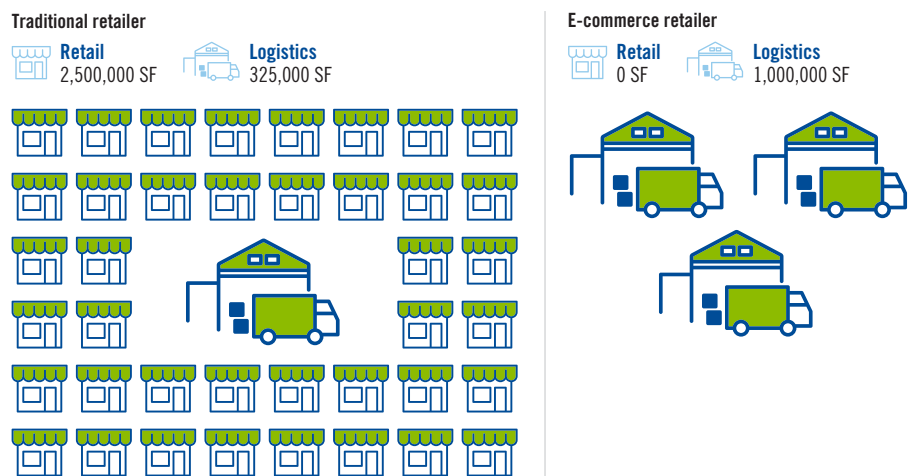 Traditional retailer
Retail
2,500,000 SF
Logistics
325,000 SF
E-commerce retailer
Retail
0 SF
Logistics
1,000,000 SF